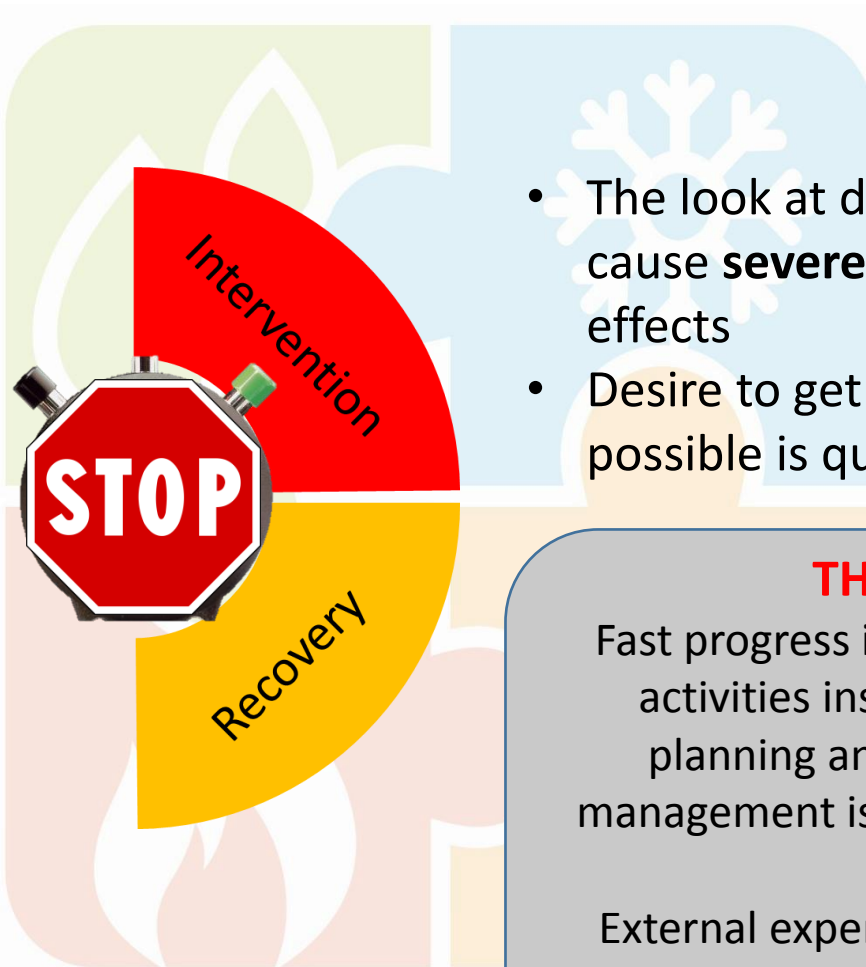 Intervention
STOP
Recovery
• The look at d
cause severe
effects
• Desire to get
possible is qu
TH
Fast progress i
activities ins
planning an
management is
External exper